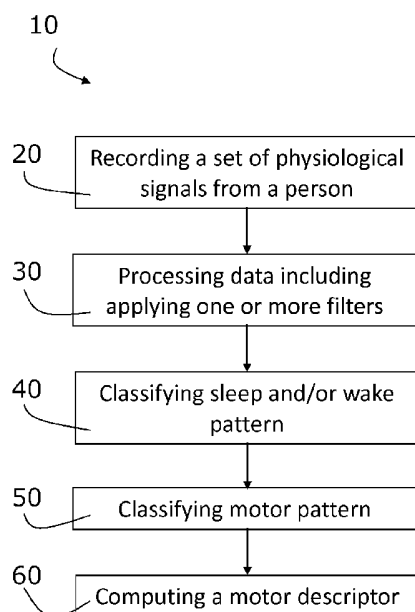 10
20
Recording a set of physiological
signals from a person
30
Processing data including
applying one or more filters
40
Classifying sleep and/or wake
pattern
50
Classifying motor pattern
60
Computing a motor descriptor